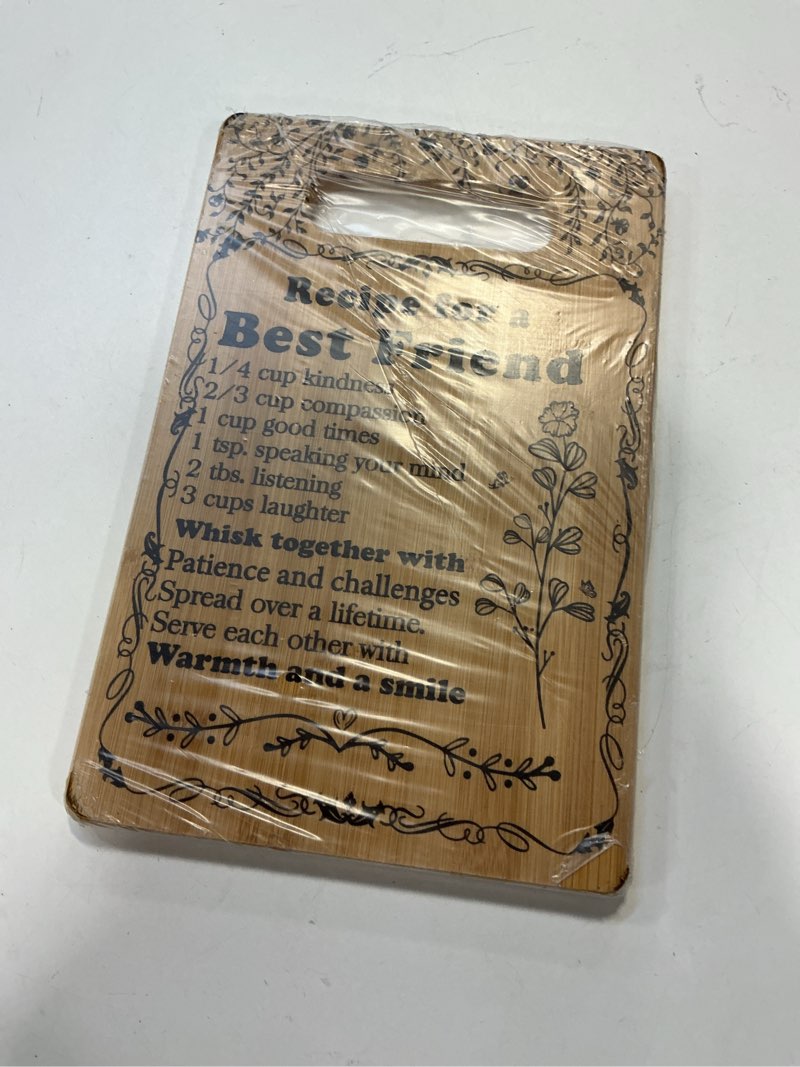 Recipe for a
Best Friend
1/4 cup kindness
2/3 cup compassion
1 cup good times
1 tsp. speaking your mind
2 tbs. listening
3 cups laughter
Whisk together with
Patience and challenges
Spread over a lifetime.
Serve each other with
Warmth and a smile